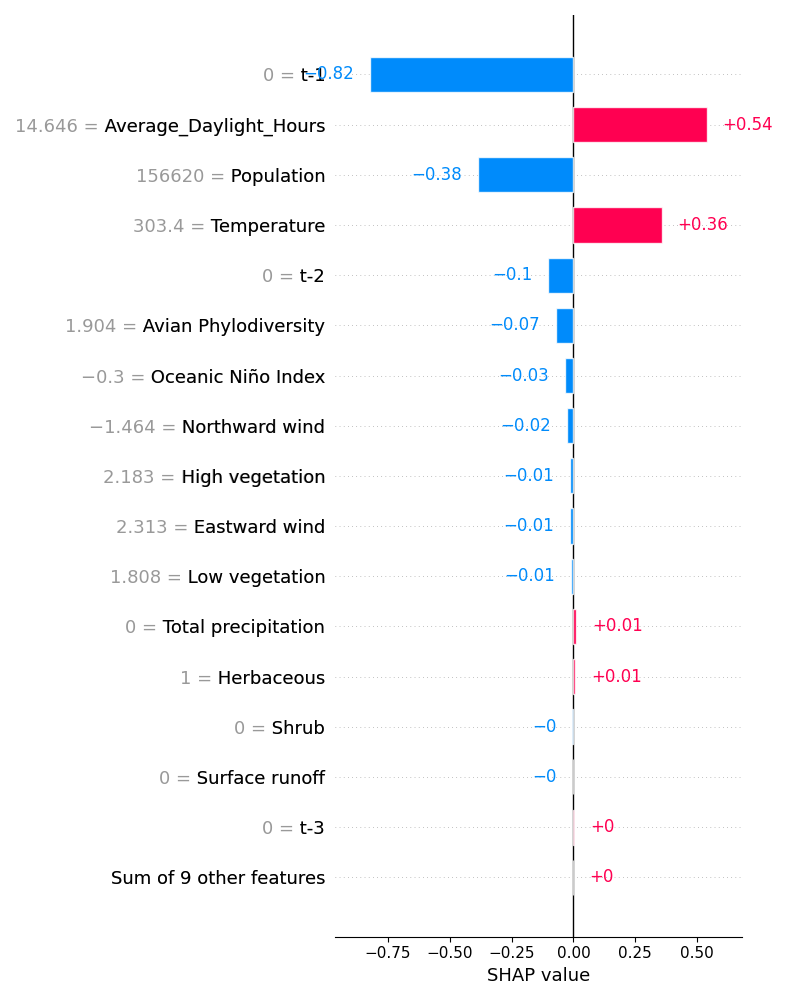 0 = t-1 −0.82
14.646 = Average_Daylight_Hours +0.54
156620 = Population −0.38
303.4 = Temperature +0.36
0 = t-2 −0.1
1.904 = Avian Phylodiversity −0.07
−0.3 = Oceanic Niño Index −0.03
−1.464 = Northward wind −0.02
2.183 = High vegetation −0.01
2.313 = Eastward wind −0.01
1.808 = Low vegetation −0.01
0 = Total precipitation +0.01
1 = Herbaceous +0.01
0 = Shrub −0
0 = Surface runoff −0
0 = t-3 +0
Sum of 9 other features +0
−0.75 −0.50 −0.25 0.00 0.25 0.50
SHAP value